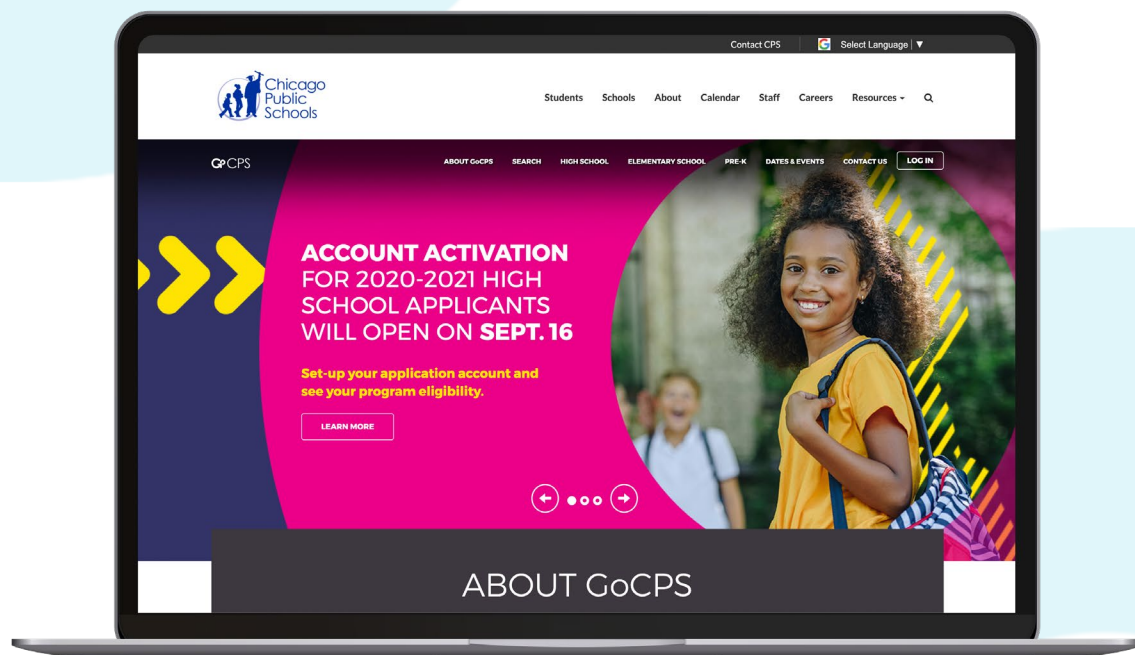 Contact CPS
G Select Language ▼
Chicago
Public
Schools
Students Schools About Calendar Staff Careers Resources
GoCPS
ABOUT GoCPS SEARCH HIGH SCHOOL ELEMENTARY SCHOOL PRE-K DATES & EVENTS CONTACT US LOG IN
ACCOUNT ACTIVATION
FOR 2020-2021 HIGH
SCHOOL APPLICANTS
WILL OPEN ON SEPT. 16
Set-up your application account and
see your program eligibility.
LEARN MORE
ABOUT GoCPS